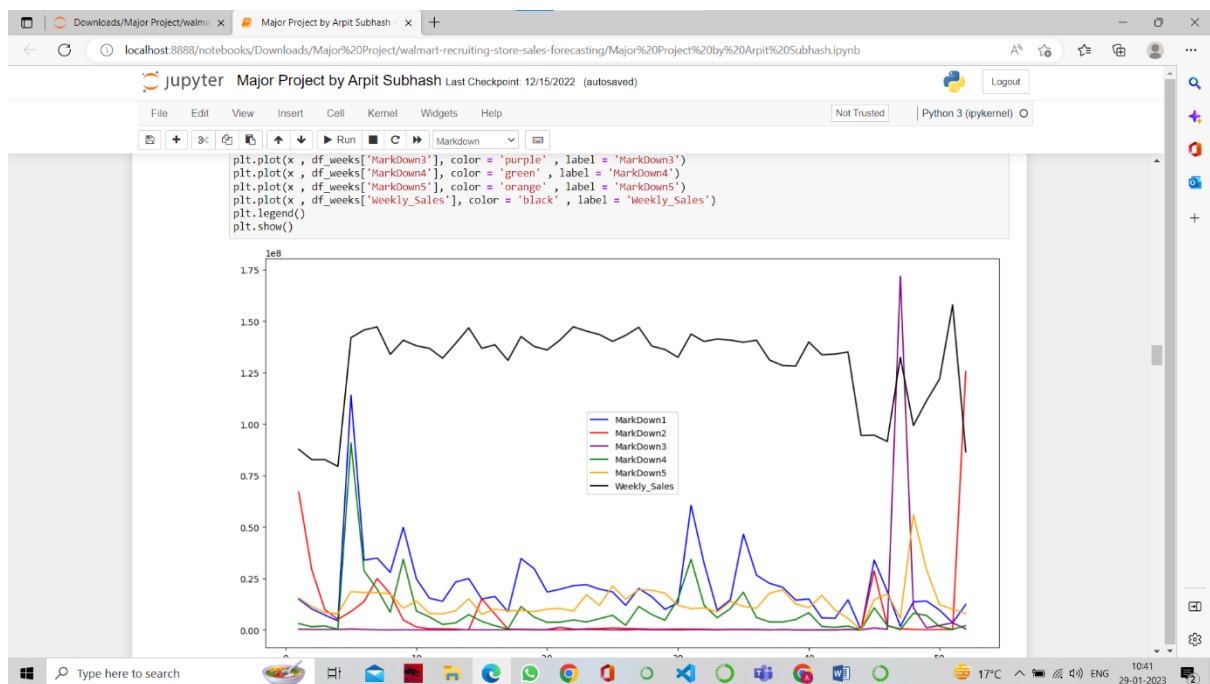 Downloads/Major Project/walma
Major Project by Arpit Subhash -
localhost:8888/notebooks/Downloads/Major%20Project/walmart-recruiting-store-sales-forecasting/Major%20Project%20by%20Arpit%20Subhash.ipynb
jupyter Major Project by Arpit Subhash Last Checkpoint: 12/15/2022 (autosaved)
Logout
File Edit View Insert Cell Kernel Widgets Help
Not Trusted Python 3 (ipykernel)
Run Markdown
plt.plot(x , df_weeks['MarkDown3'], color = 'purple' , label = 'MarkDown3')
plt.plot(x , df_weeks['MarkDown4'], color = 'green' , label = 'MarkDown4')
plt.plot(x , df_weeks['MarkDown5'], color = 'orange' , label = 'MarkDown5')
plt.plot(x , df_weeks['Weekly_Sales'], color = 'black' , label = 'Weekly_Sales')
plt.legend()
plt.show()
1e8
1.75
1.50
1.25
1.00
0.75
0.50
0.25
0.00
MarkDown1
MarkDown2
MarkDown3
MarkDown4
MarkDown5
Weekly_Sales
Type here to search
17°C ENG
10:41
29-01-2023
2